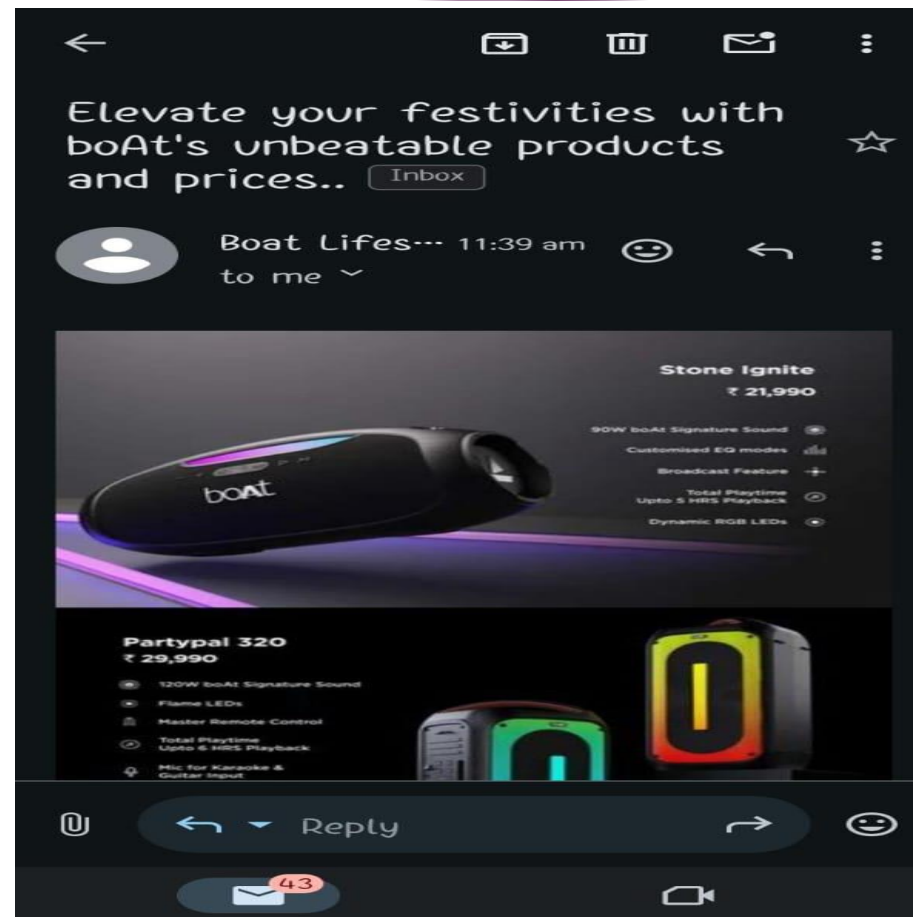 Elevate your festivities with
boAt's unbeatable products
and prices.. Inbox
Boat Lifes... 11:39 am
to me
Stone Ignite
₹ 21,990
90W boAt Signature Sound
Customised EQ modes
Broadcast Feature
Total Playtime
Upto 5 HRS Playback
Dynamic RGB LEDs
boAt
Partypal 320
₹ 29,990
120W boAt Signature Sound
Flame LEDs
Master Remote Control
Total Playtime
Upto 6 HRS Playback
Mic for Karaoke &
Guitar Input
Reply
43